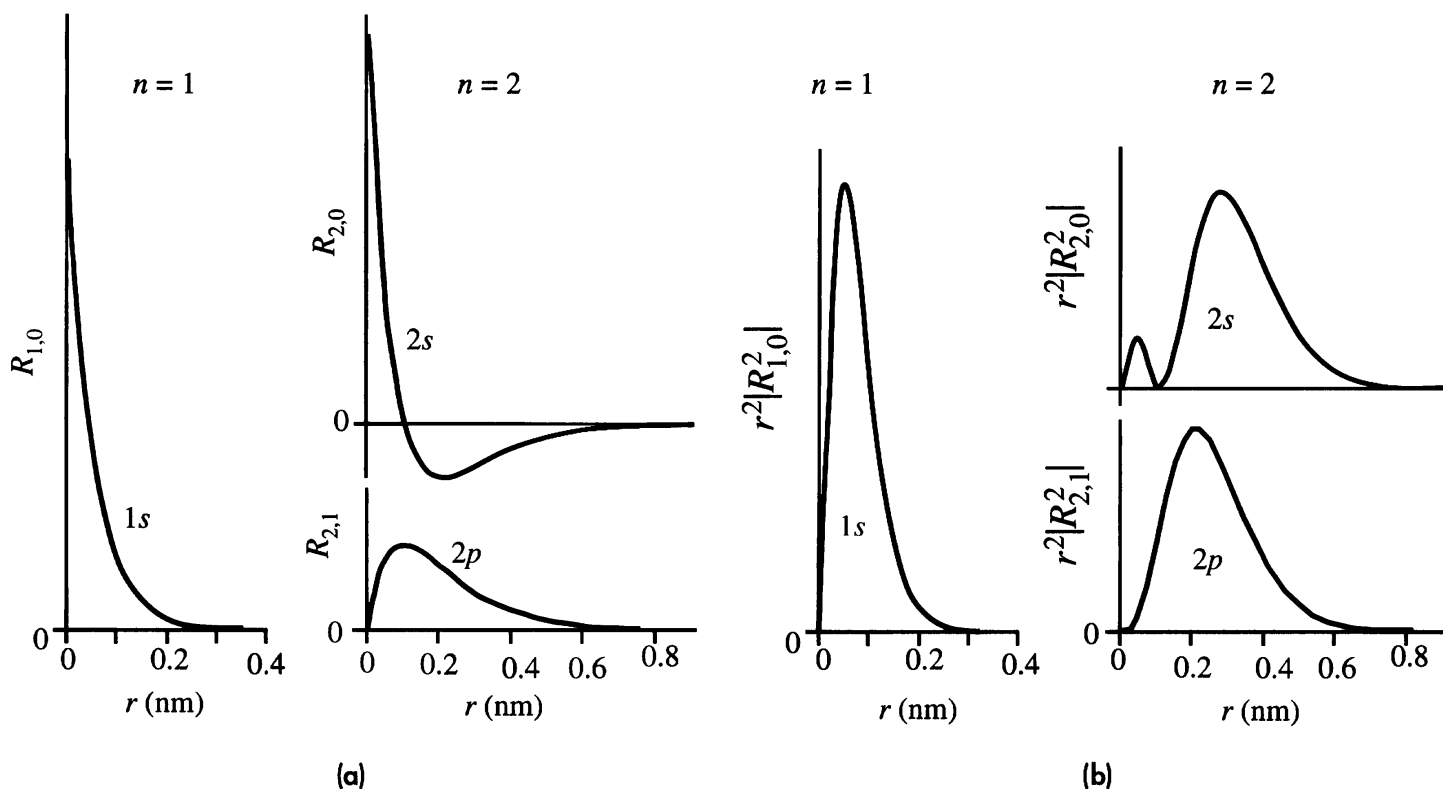 n = 1
R1,0
1s
0
0 0.2 0.4
r (nm)
n = 2
R2,0
2s
0
R2,1
2p
0
0 0.2 0.4 0.6 0.8
r (nm)
(a)
n = 1
r²|R²1,0|
1s
0
0 0.2 0.4
r (nm)
n = 2
r²|R²2,0|
2s
r²|R²2,1|
2p
0
0 0.2 0.4 0.6 0.8
r (nm)
(b)